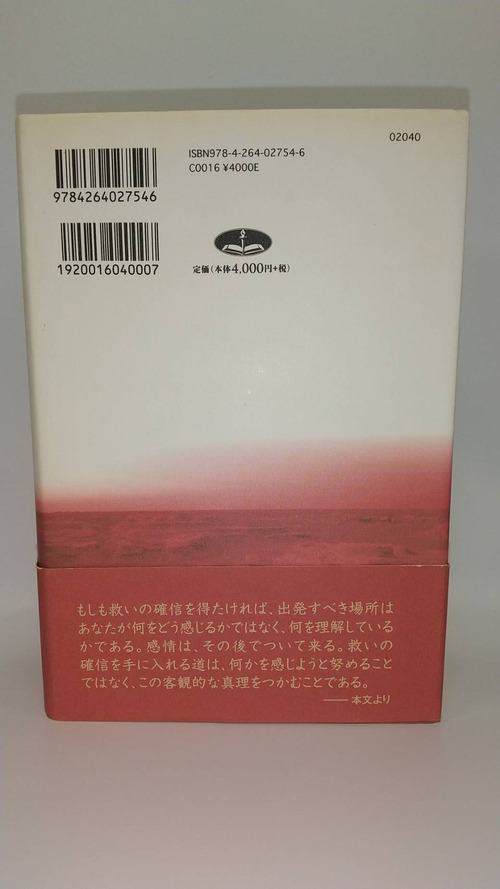 02040
ISBN978-4-264-02754-6
C0016 ¥4000E
9784264027546
1920016040007
定価(本体4,000円+税)
もしも救いの確信を得たければ、出発すべき場所は
あなたが何をどう感じるかではなく、何を理解している
かである。感情は、その後でついて来る。救いの
確信を手に入れる道は、何かを感じようと努めること
ではなく、この客観的な真理をつかむことである。
——本文より